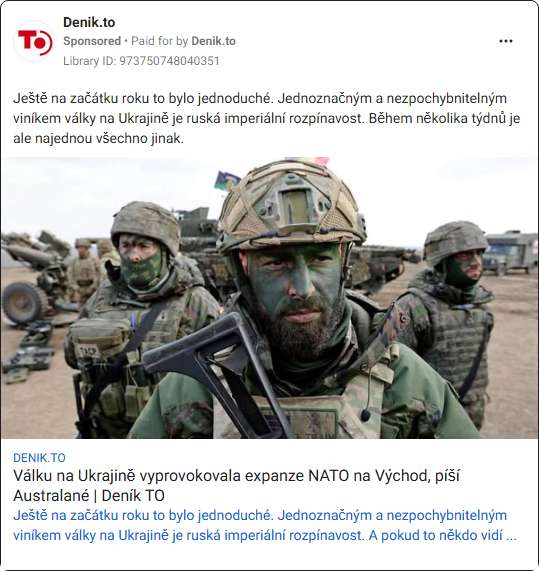 Denik.to
TO
Sponsored • Paid for by Denik.to
Library ID: 973750748040351
Ještě na začátku roku to bylo jednoduché. Jednoznačným a nezpochybnitelným
viníkem války na Ukrajině je ruská imperiální rozpínavost. Během několika týdnů je
ale najednou všechno jinak.
TACP
DENIK.TO
Válku na Ukrajině vyprovokovala expanze NATO na Východ, píší
Australané | Deník TO
Ještě na začátku roku to bylo jednoduché. Jednoznačným a nezpochybnitelným
viníkem války na Ukrajině je ruská imperiální rozpínavost. A pokud to někdo vidí ...